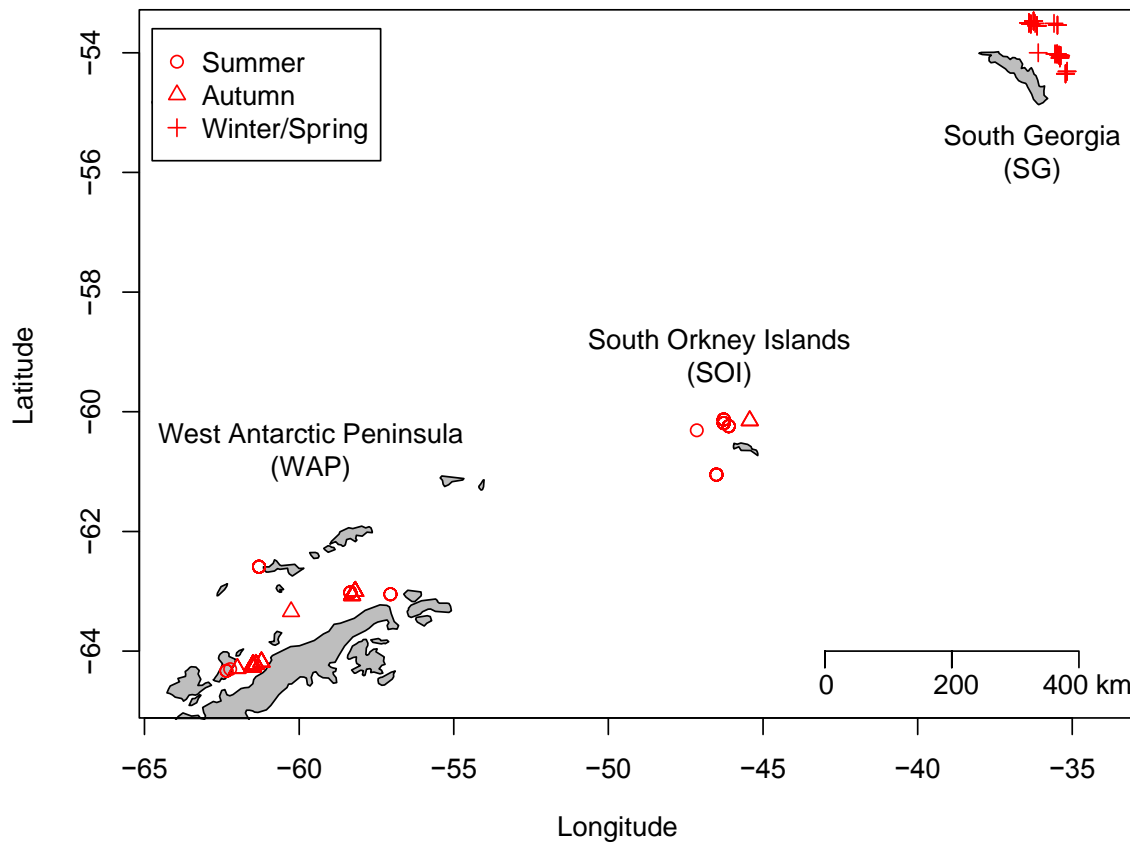 Summer
Autumn
Winter/Spring
South Georgia
(SG)
South Orkney Islands
(SOI)
West Antarctic Peninsula
(WAP)
−54
−56
−58
−60
−62
−64
Latitude
0 200 400 km
−65 −60 −55 −50 −45 −40 −35
Longitude